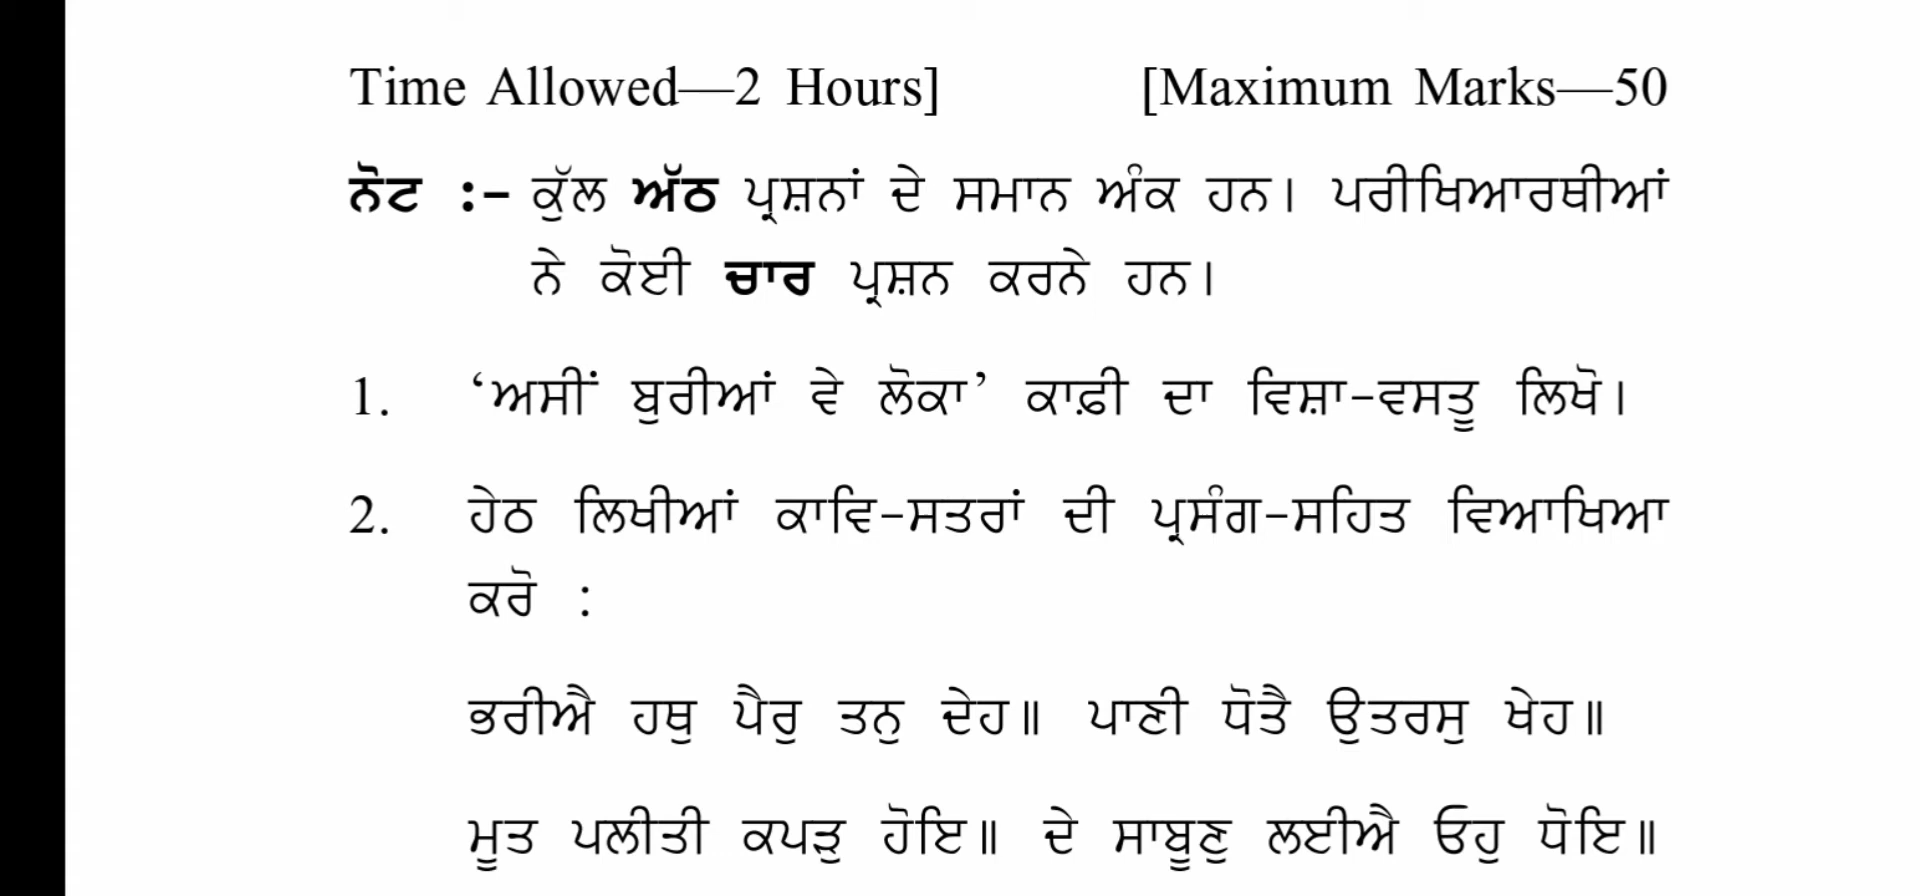 Time Allowed—2 Hours] [Maximum Marks—50
ਨੋਟ :– ਕੁੱਲ ਅੱਠ ਪ੍ਰਸ਼ਨਾਂ ਦੇ ਸਮਾਨ ਅੰਕ ਹਨ। ਪਰੀਖਿਆਰਥੀਆਂ
ਨੇ ਕੋਈ ਚਾਰ ਪ੍ਰਸ਼ਨ ਕਰਨੇ ਹਨ।
1. ‘ਅਸੀਂ ਬੁਰੀਆਂ ਵੇ ਲੋਕਾ’ ਕਾਫ਼ੀ ਦਾ ਵਿਸ਼ਾ-ਵਸਤੂ ਲਿਖੋ।
2. ਹੇਠ ਲਿਖੀਆਂ ਕਾਵਿ-ਸਤਰਾਂ ਦੀ ਪ੍ਰਸੰਗ-ਸਹਿਤ ਵਿਆਖਿਆ
ਕਰੋ :
ਭਰੀਐ ਹਥੁ ਪੈਰੁ ਤਨੁ ਦੇਹ॥ ਪਾਣੀ ਧੋਤੈ ਉਤਰਸੁ ਖੇਹ॥
ਮੂਤ ਪਲੀਤੀ ਕਪੜੁ ਹੋਇ॥ ਦੇ ਸਾਬੂਣੁ ਲਈਐ ਓਹੁ ਧੋਇ॥